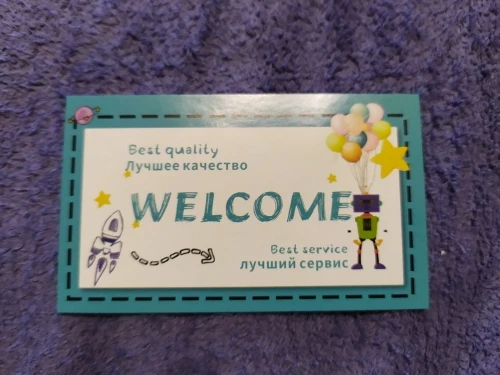 Best quality
Лучшее качество
WELCOME
Best service
лучший сервис